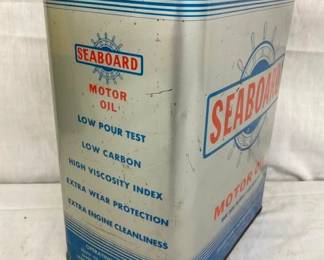 SEABOARD
MOTOR
OIL
LOW POUR TEST
LOW CARBON
HIGH VISCOSITY INDEX
EXTRA WEAR PROTECTION
EXTRA ENGINE CLEANLINESS
SEABOARD
MOTOR OIL